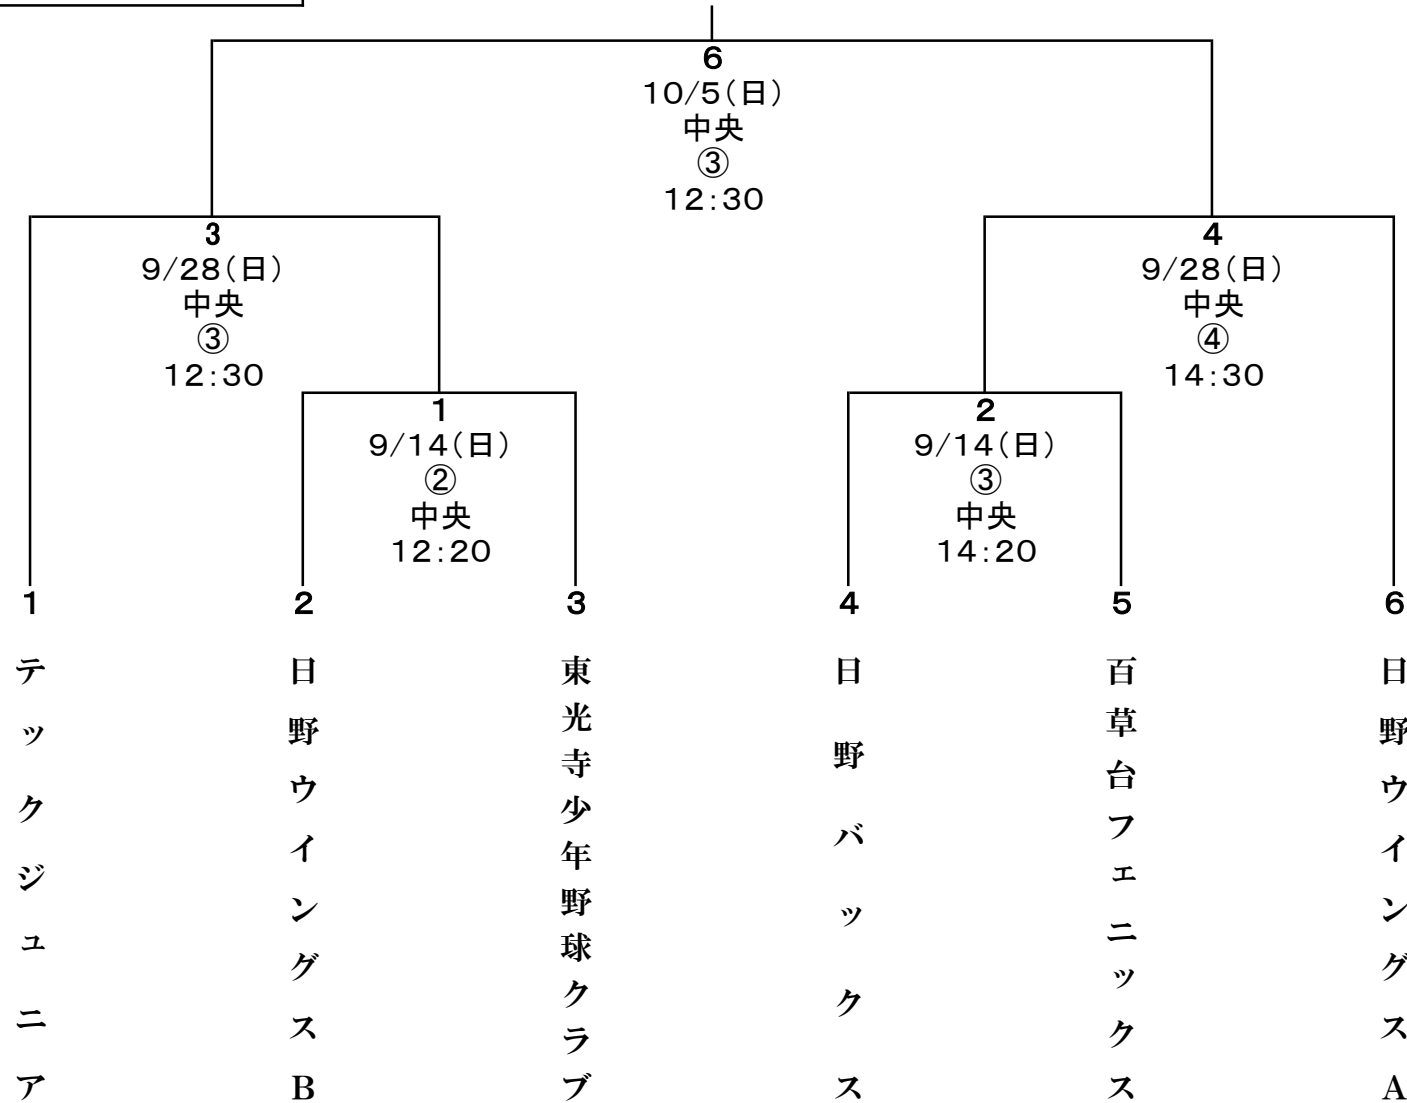 6
10/5(日)
中央
③
12:30
3
9/28(日)
中央
③
12:30
4
9/28(日)
中央
④
14:30
1
9/14(日)
②
中央
12:20
2
9/14(日)
③
中央
14:20
1
2
3
4
5
6
テックジュニア
日野ウイングスB
東光寺少年野球クラブ
日野バックス
百草台フェニックス
日野ウイングスA